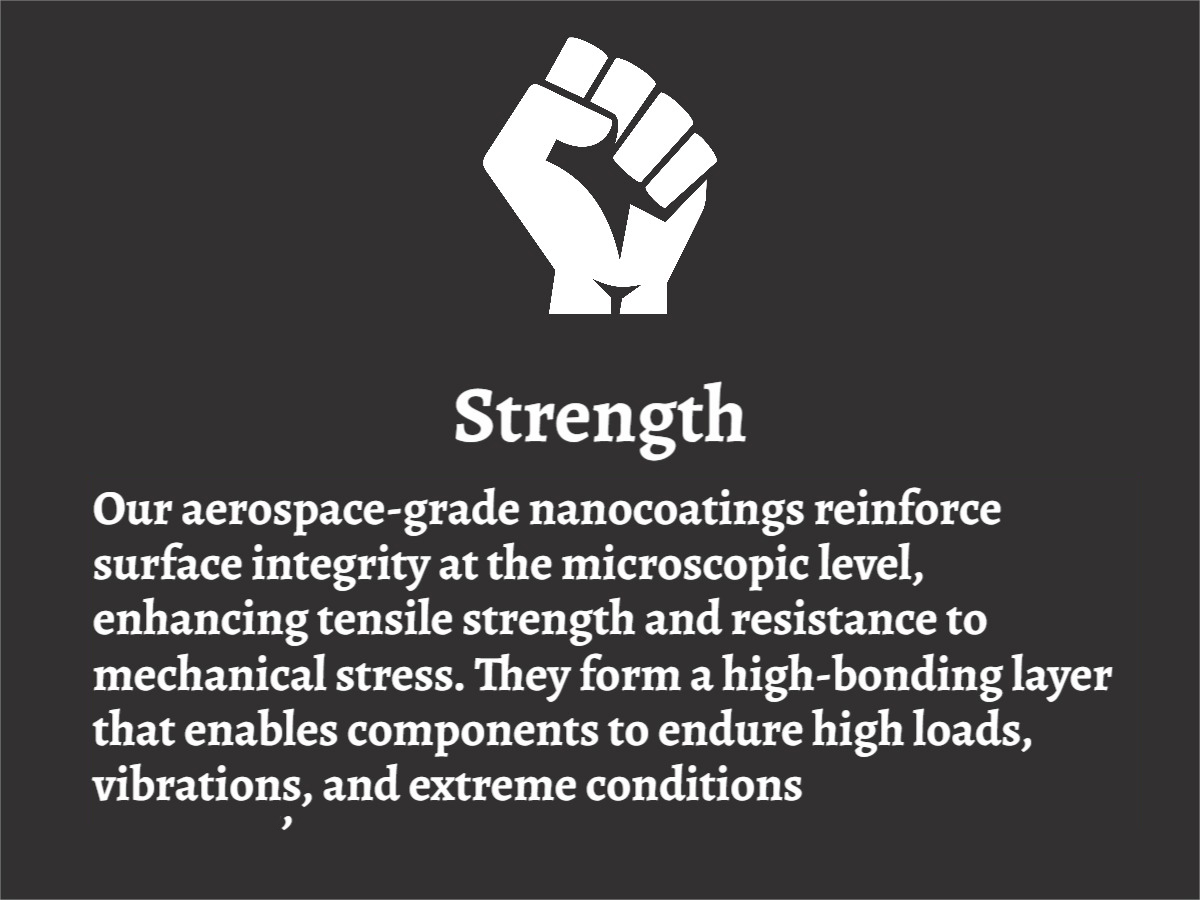 Strength
Our aerospace-grade nanocoatings reinforce
surface integrity at the microscopic level,
enhancing tensile strength and resistance to
mechanical stress. They form a high-bonding layer
that enables components to endure high loads,
vibrations, and extreme conditions
,